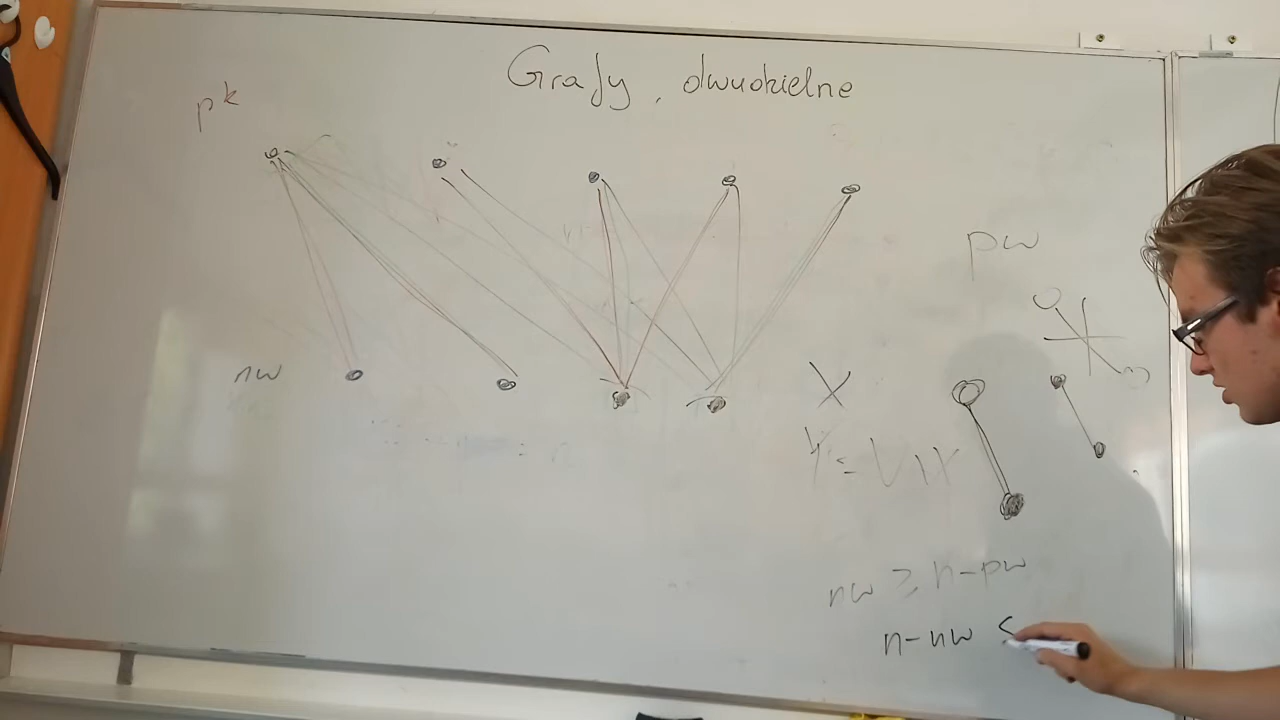 Grafy dwudzielne
pk
pw
nw
X
Y = V \ X
nw ≥ n-pw
n-nw ≤